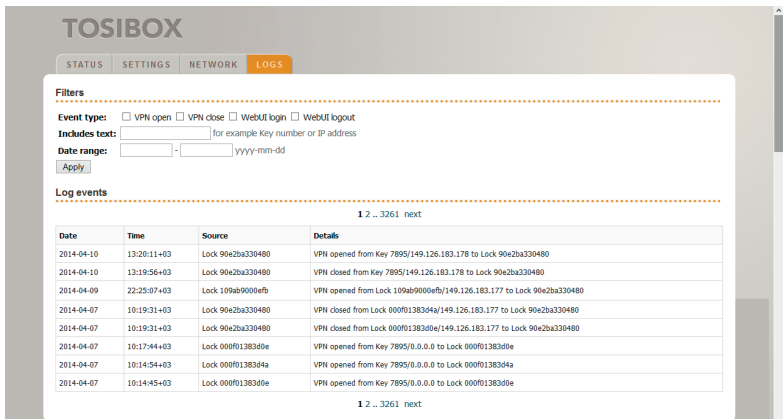 TOSIBOX
STATUS SETTINGS NETWORK LOGS
Filters
Event type: VPN open VPN close WebUI login WebUI logout
Includes text: for example Key number or IP address
Date range: - yyyy-mm-dd
Apply
Log events
1 2 .. 3261 next
Date Time Source Details
2014-04-10 13:20:11+03 Lock 90e2ba330480 VPN opened from Key 7895/149.126.183.178 to Lock 90e2ba330480
2014-04-10 13:19:56+03 Lock 90e2ba330480 VPN closed from Key 7895/149.126.183.178 to Lock 90e2ba330480
2014-04-09 22:25:07+03 Lock 109ab9000efb VPN opened from Lock 109ab9000efb/149.126.183.177 to Lock 90e2ba330480
2014-04-07 10:19:31+03 Lock 90e2ba330480 VPN closed from Lock 000f01383d4a/149.126.183.177 to Lock 90e2ba330480
2014-04-07 10:19:31+03 Lock 90e2ba330480 VPN closed from Lock 000f01383d0e/149.126.183.177 to Lock 90e2ba330480
2014-04-07 10:17:44+03 Lock 000f01383d0e VPN opened from Key 7895/0.0.0.0 to Lock 000f01383d0e
2014-04-07 10:14:54+03 Lock 000f01383d4a VPN opened from Key 7895/0.0.0.0 to Lock 000f01383d4a
2014-04-07 10:14:45+03 Lock 000f01383d0e VPN opened from Key 7895/0.0.0.0 to Lock 000f01383d0e
1 2 .. 3261 next